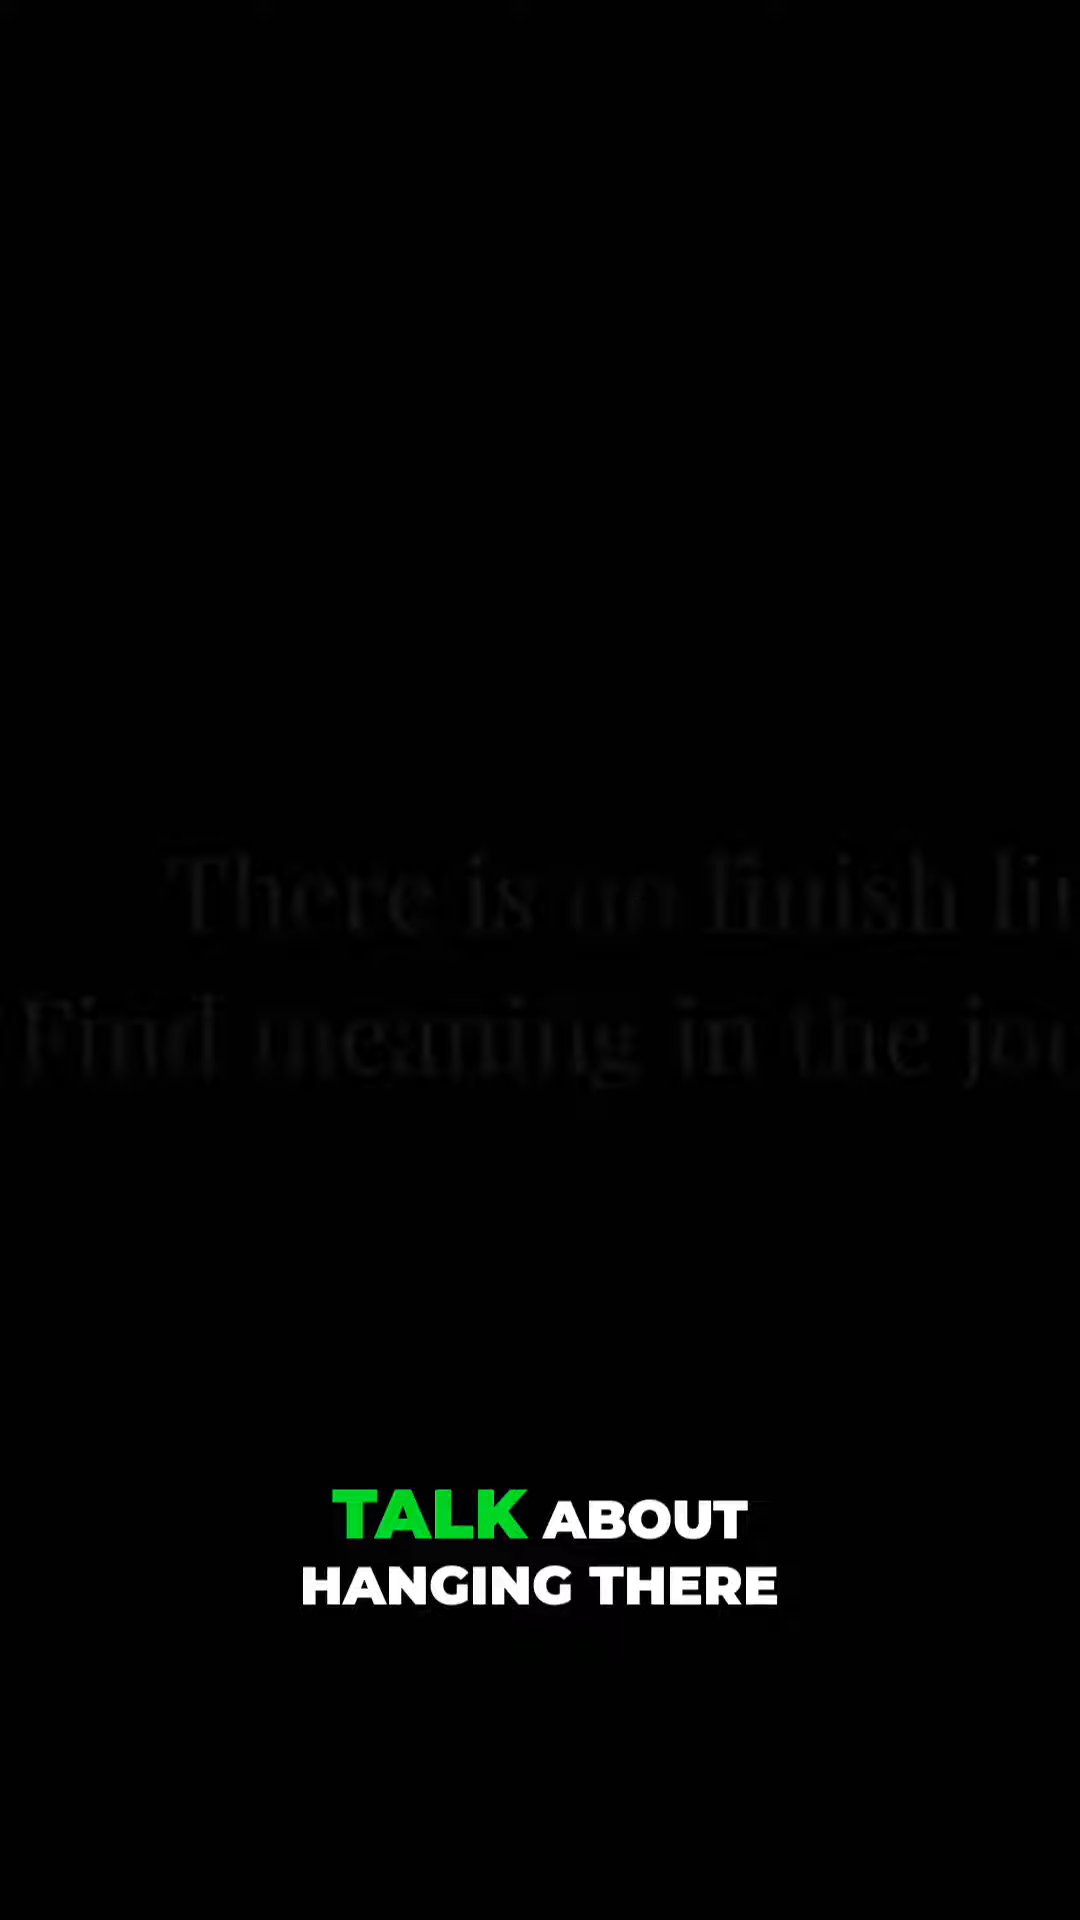 There is no finish
Find meaning in the
TALK ABOUT
HANGING THERE